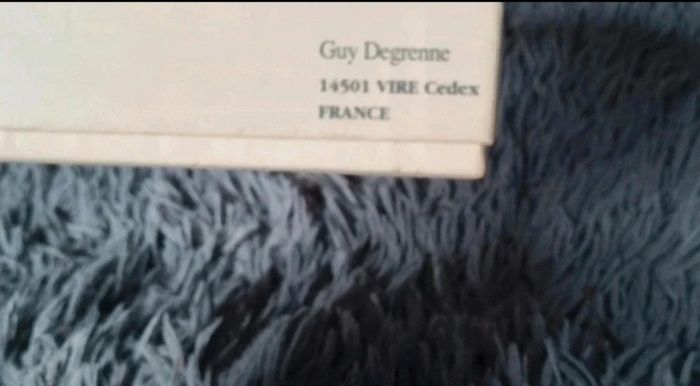 Guy Degrenne
14501 VIRE Cedex
FRANCE